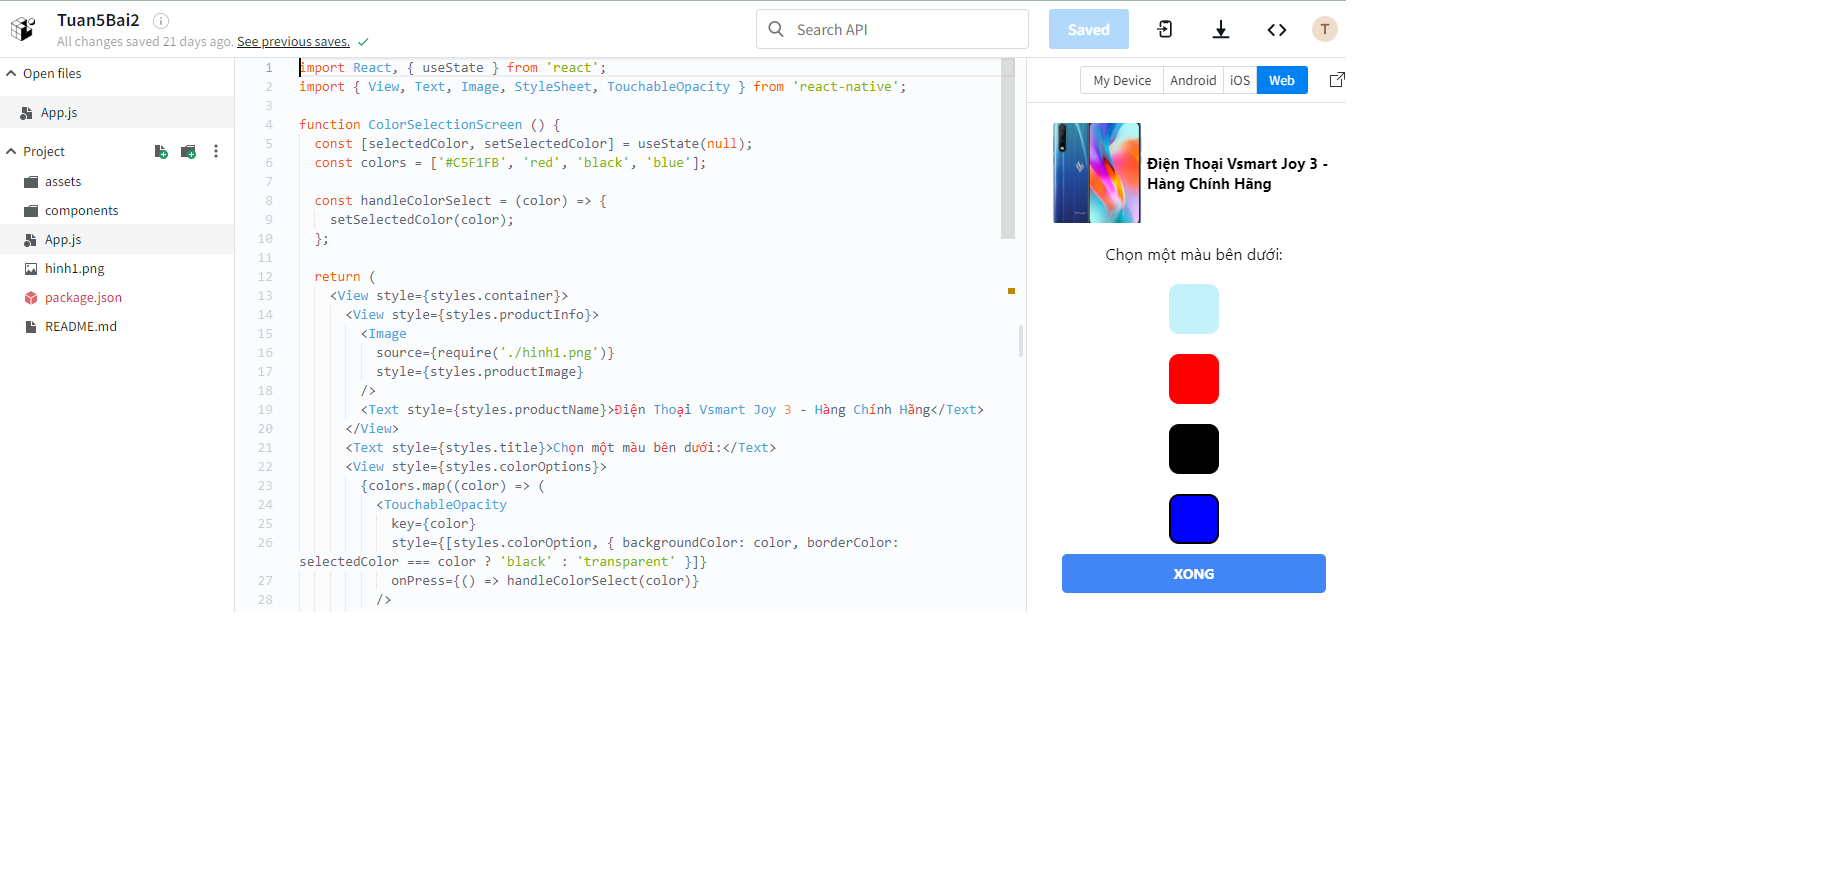 Tuan5Bai2
All changes saved 21 days ago. See previous saves.
Search API
Saved
T
Open files
App.js
Project
assets
components
App.js
hinh1.png
package.json
README.md
1 import React, { useState } from 'react';
2 import { View, Text, Image, StyleSheet, TouchableOpacity } from 'react-native';
3
4 function ColorSelectionScreen () {
5 const [selectedColor, setSelectedColor] = useState(null);
6 const colors = ['#C5F1FB', 'red', 'black', 'blue'];
7
8 const handleColorSelect = (color) => {
9 setSelectedColor(color);
10 };
11
12 return (
13 <View style={styles.container}>
14 <View style={styles.productInfo}>
15 <Image
16 source={require('./hinh1.png')}
17 style={styles.productImage}
18 />
19 <Text style={styles.productName}>Điện Thoại Vsmart Joy 3 - Hàng Chính Hãng</Text>
20 </View>
21 <Text style={styles.title}>Chọn một màu bên dưới:</Text>
22 <View style={styles.colorOptions}>
23 {colors.map((color) => (
24 <TouchableOpacity
25 key={color}
26 style={[styles.colorOption, { backgroundColor: color, borderColor:
selectedColor === color ? 'black' : 'transparent' }]}
27 onPress={() => handleColorSelect(color)}
28 />
My Device
Android
iOS
Web
Điện Thoại Vsmart Joy 3 -
Hàng Chính Hãng
Chọn một màu bên dưới:
XONG